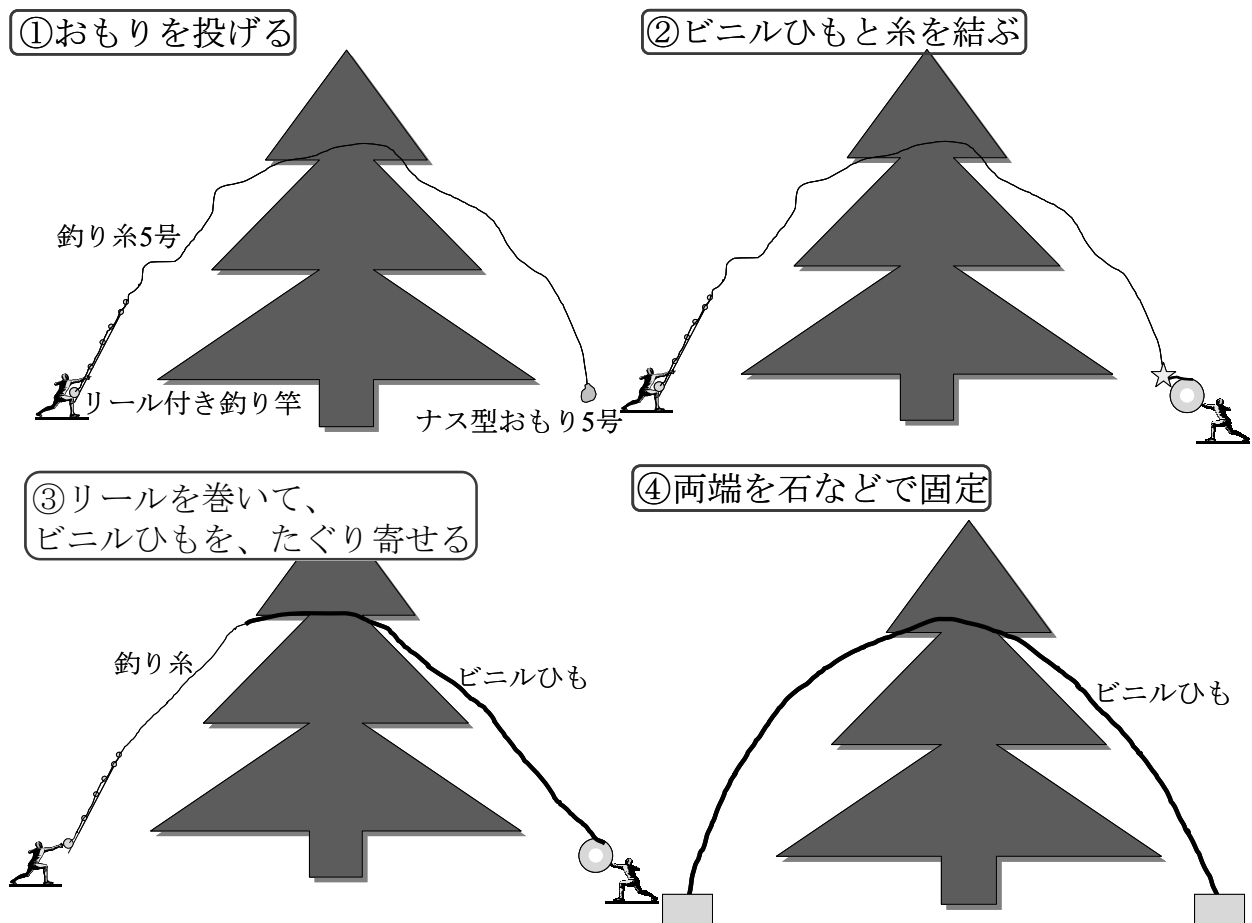 ①おもりを投げる
釣り糸5号
リール付き釣り竿
ナス型おもり5号
②ビニルひもと糸を結ぶ
③リールを巻いて、
ビニルひもを、たぐり寄せる
釣り糸
ビニルひも
④両端を石などで固定
ビニルひも